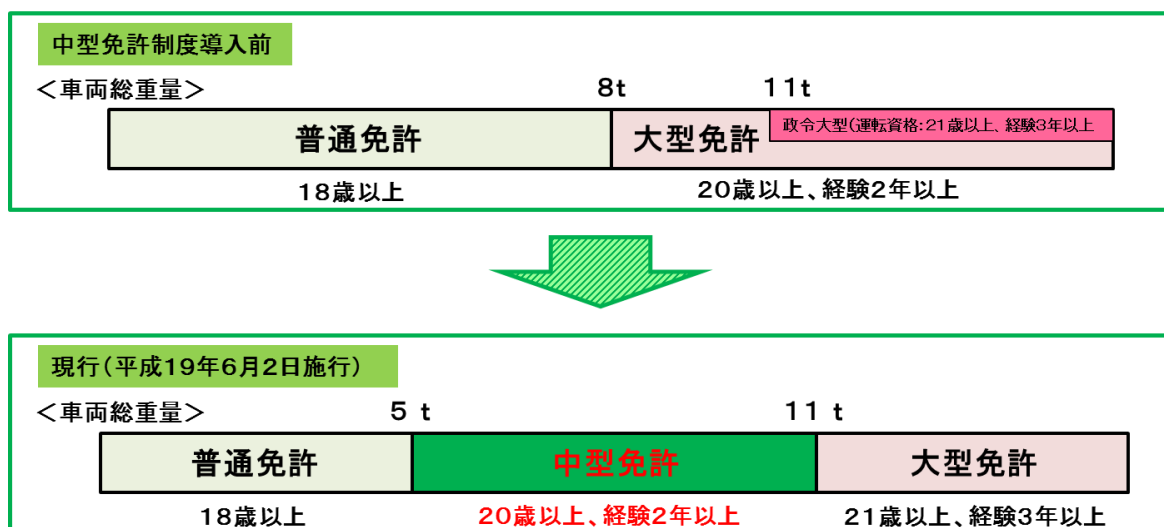 中型免許制度導入前
＜車両総重量＞ 8t 11t
普通免許 大型免許 政令大型(運転資格:21歳以上、経験3年以上
18歳以上 20歳以上、経験2年以上
現行(平成19年6月2日施行)
＜車両総重量＞ 5 t 11 t
普通免許 中型免許 大型免許
18歳以上 20歳以上、経験2年以上 21歳以上、経験3年以上